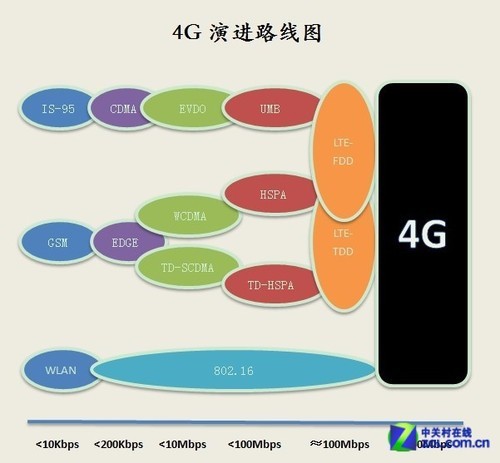 4G 演进路线图
IS-95 CDMA EVDO UMB
LTE-
FDD
HSPA
WCDMA
GSM EDGE
LTE-
TDD
4G
TD-SCDMA
TD-HSPA
WLAN 802.16
中关村在线
zol.com.cn
<10Kbps <200Kbps <10Mbps <100Mbps ≈100Mbps